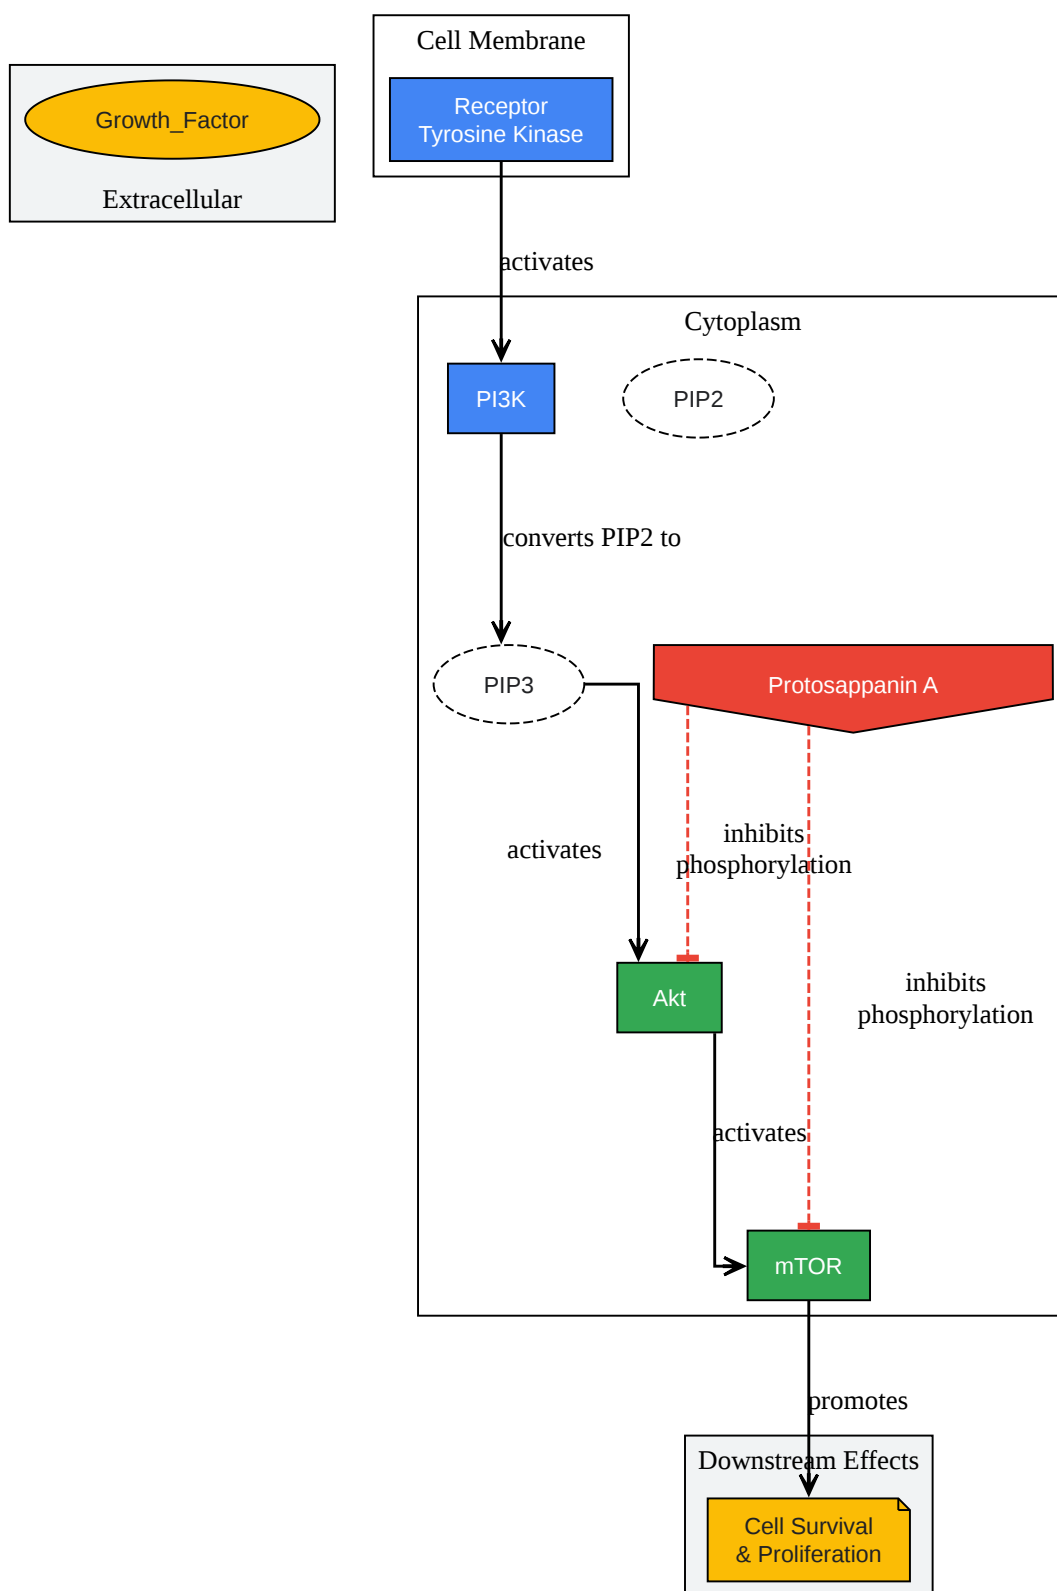 Cell Membrane
Receptor
Tyrosine Kinase
Growth_Factor
Extracellular
activates
Cytoplasm
PI3K
PIP2
converts PIP2 to
PIP3
Protosappanin A
activates
inhibits
phosphorylation
Akt
inhibits
phosphorylation
activates
mTOR
promotes
Downstream Effects
Cell Survival
& Proliferation